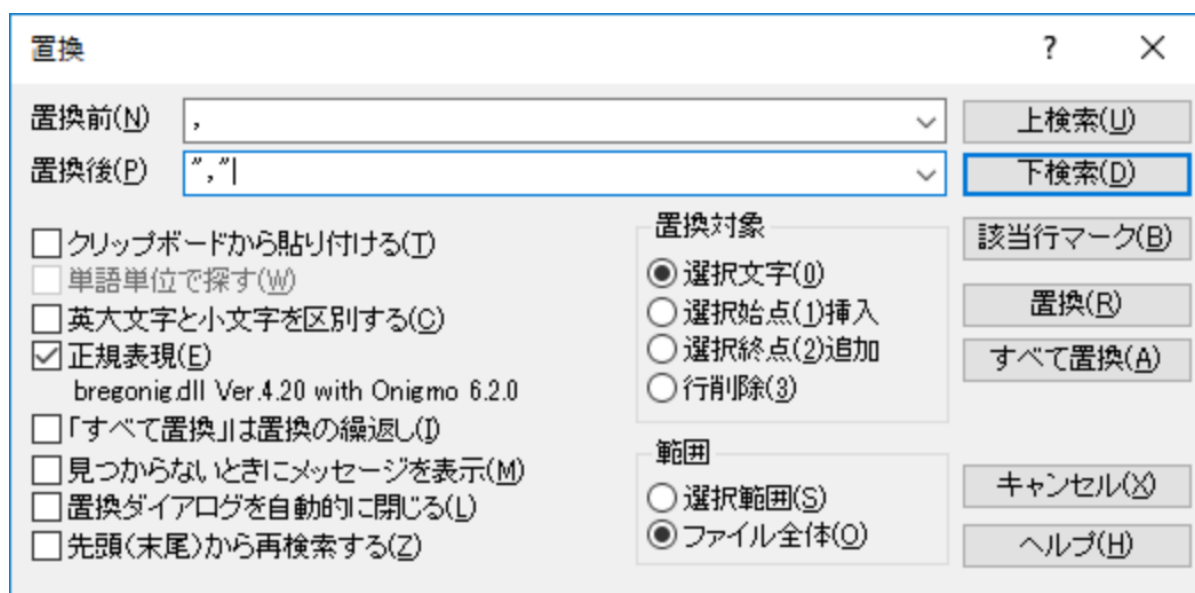 置換
?
置換前(N)
,
上検索(U)
置換後(P)
","
下検索(D)
クリップボードから貼り付ける(T)
単語単位で探す(W)
英大文字と小文字を区別する(C)
正規表現(E)
bregonig.dll Ver.4.20 with Onigmo 6.2.0
「すべて置換」は置換の繰返し(I)
見つからないときにメッセージを表示(M)
置換ダイアログを自動的に閉じる(L)
先頭(末尾)から再検索する(Z)
置換対象
選択文字(0)
選択始点(1)挿入
選択終点(2)追加
行削除(3)
範囲
選択範囲(S)
ファイル全体(O)
該当行マーク(B)
置換(R)
すべて置換(A)
キャンセル(X)
ヘルプ(H)